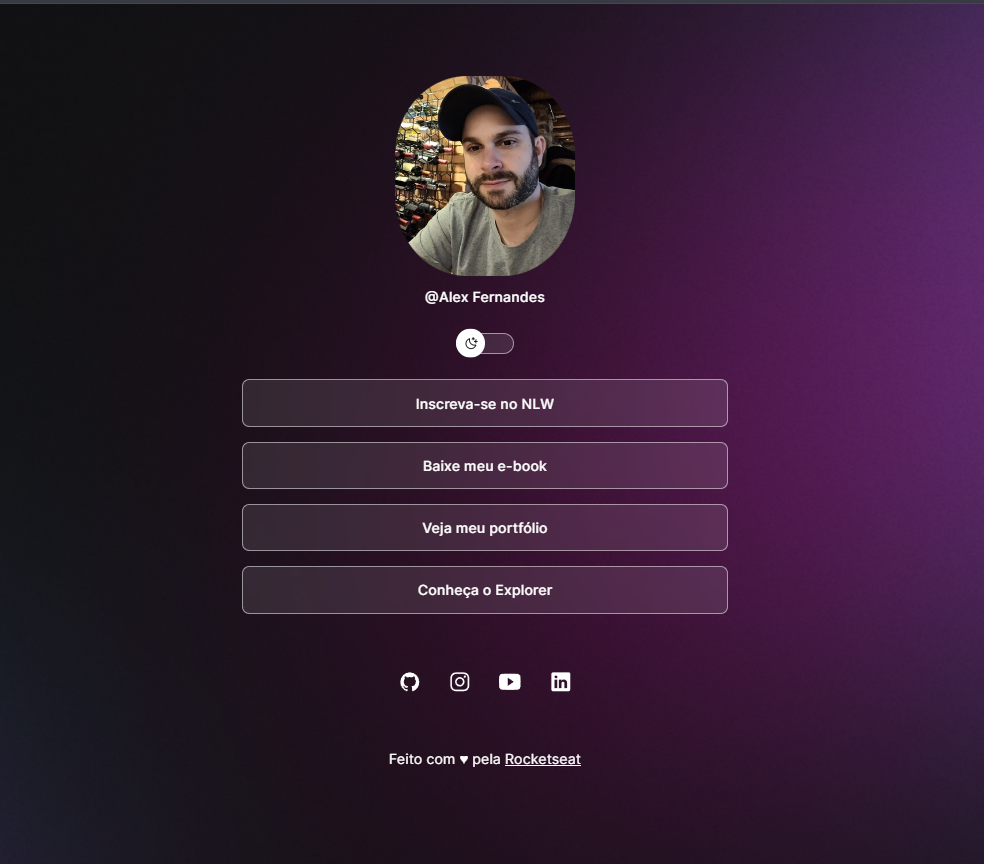 @Alex Fernandes
Inscreva-se no NLW
Baixe meu e-book
Veja meu portfólio
Conheça o Explorer
Feito com ♥ pela Rocketseat